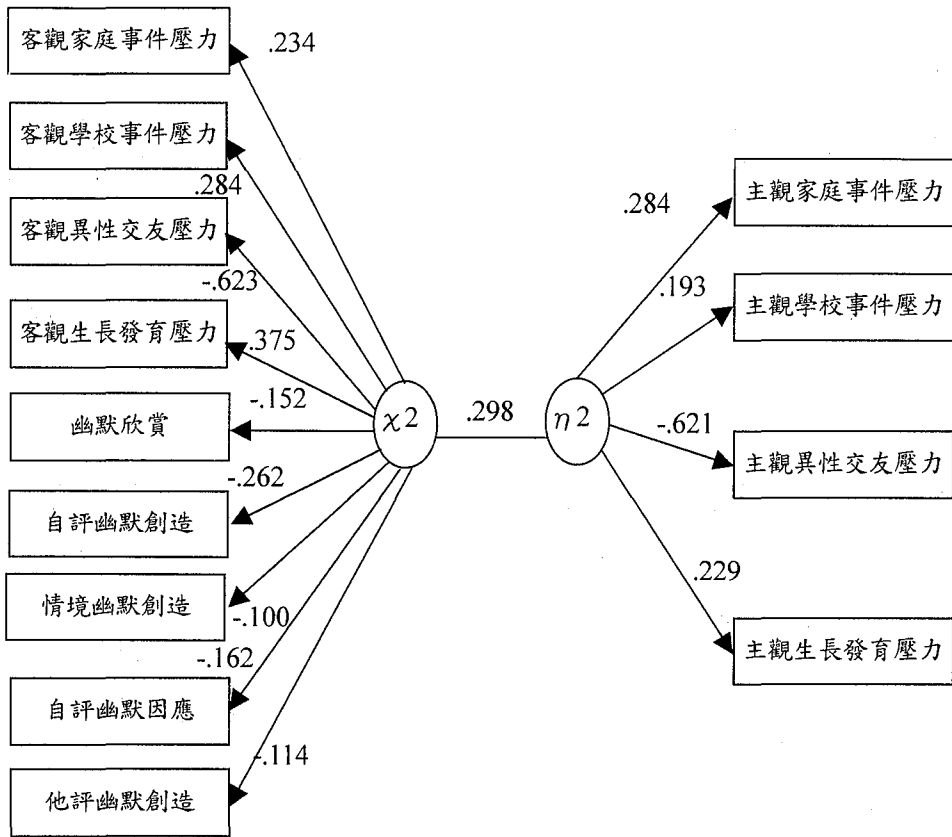 客觀家庭事件壓力
.234
客觀學校事件壓力
.284
客觀異性交友壓力
-.623
客觀生長發育壓力
.375
幽默欣賞
-.152
自評幽默創造
-.262
情境幽默創造
-.100
自評幽默因應
-.162
他評幽默創造
-.114
χ2
.298
η2
.284
主觀家庭事件壓力
.193
主觀學校事件壓力
-.621
主觀異性交友壓力
.229
主觀生長發育壓力